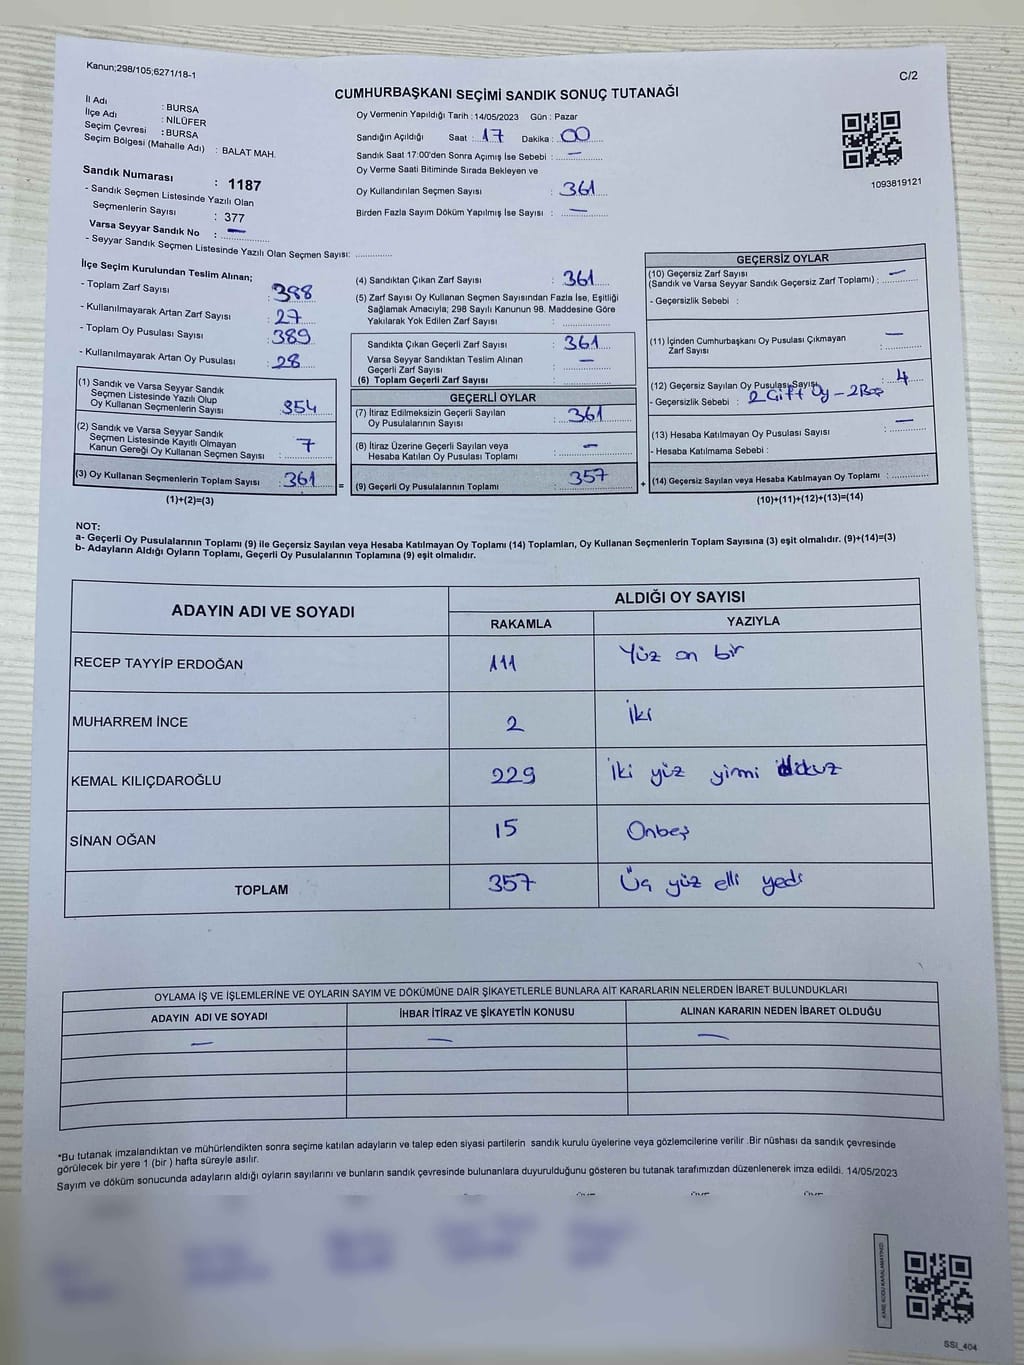 Kanun;298/105;6271/18-1
C/2
CUMHURBAŞKANI SEÇİMİ SANDIK SONUÇ TUTANAĞI
İl Adı : BURSA
İlçe Adı : NİLÜFER
Seçim Çevresi : BURSA
Seçim Bölgesi (Mahalle Adı) : BALAT MAH.
Sandık Numarası : 1187
- Sandık Seçmen Listesinde Yazılı Olan
Seçmenlerin Sayısı : 377
Varsa Seyyar Sandık No : —
- Seyyar Sandık Seçmen Listesinde Yazılı Olan Seçmen Sayısı: ..............
Oy Vermenin Yapıldığı Tarih : 14/05/2023 Gün : Pazar
Sandığın Açıldığı Saat : 17 Dakika : 00
Sandık Saat 17:00'den Sonra Açımış İse Sebebi : —
Oy Verme Saati Bitiminde Sırada Bekleyen ve
Oy Kullandırılan Seçmen Sayısı : 361
Birden Fazla Sayım Döküm Yapılmış İse Sayısı : —
1093819121
İlçe Seçim Kurulundan Teslim Alınan;
- Toplam Zarf Sayısı : 388
- Kullanılmayarak Artan Zarf Sayısı : 27
- Toplam Oy Pusulası Sayısı : 389
- Kullanılmayarak Artan Oy Pusulası : 28
(1) Sandık ve Varsa Seyyar Sandık
Seçmen Listesinde Yazılı Olup
Oy Kullanan Seçmenlerin Sayısı : 354
(2) Sandık ve Varsa Seyyar Sandık
Seçmen Listesinde Kayıtlı Olmayan
Kanun Gereği Oy Kullanan Seçmen Sayısı : 7
(3) Oy Kullanan Seçmenlerin Toplam Sayısı : 361
(1)+(2)=(3)
=
(4) Sandıktan Çıkan Zarf Sayısı : 361
(5) Zarf Sayısı Oy Kullanan Seçmen Sayısından Fazla İse, Eşitliği
Sağlamak Amacıyla; 298 Sayılı Kanunun 98. Maddesine Göre
Yakılarak Yok Edilen Zarf Sayısı : ..............
Sandıkta Çıkan Geçerli Zarf Sayısı : 361
Varsa Seyyar Sandıktan Teslim Alınan
Geçerli Zarf Sayısı : —
(6) Toplam Geçerli Zarf Sayısı : ..............
GEÇERLİ OYLAR
(7) İtiraz Edilmeksizin Geçerli Sayılan
Oy Pusulalarının Sayısı : 361
(8) İtiraz Üzerine Geçerli Sayılan veya
Hesaba Katılan Oy Pusulası Toplamı : —
(9) Geçerli Oy Pusulalarının Toplamı : 357
+
GEÇERSİZ OYLAR
(10) Geçersiz Zarf Sayısı
(Sandık ve Varsa Seyyar Sandık Geçersiz Zarf Toplamı) : —
- Geçersizlik Sebebi :
(11) İçinden Cumhurbaşkanı Oy Pusulası Çıkmayan
Zarf Sayısı : —
(12) Geçersiz Sayılan Oy Pusulası Sayısı : 4
- Geçersizlik Sebebi : 2 Çift Oy – 2 Boş
(13) Hesaba Katılmayan Oy Pusulası Sayısı : —
- Hesaba Katılmama Sebebi :
(14) Geçersiz Sayılan veya Hesaba Katılmayan Oy Toplamı : ..............
(10)+(11)+(12)+(13)=(14)
NOT:
a- Geçerli Oy Pusulalarının Toplamı (9) ile Geçersiz Sayılan veya Hesaba Katılmayan Oy Toplamı (14) Toplamları, Oy Kullanan Seçmenlerin Toplam Sayısına (3) eşit olmalıdır. (9)+(14)=(3)
b- Adayların Aldığı Oyların Toplamı, Geçerli Oy Pusulalarının Toplamına (9) eşit olmalıdır.
ADAYIN ADI VE SOYADI ALDIĞI OY SAYISI
RAKAMLA YAZIYLA
RECEP TAYYİP ERDOĞAN 111 Yüz on bir
MUHARREM İNCE 2 İki
KEMAL KILIÇDAROĞLU 229 İki yüz yirmi dokuz
SİNAN OĞAN 15 Onbeş
TOPLAM 357 Üç yüz elli yedi
OYLAMA İŞ VE İŞLEMLERİNE VE OYLARIN SAYIM VE DÖKÜMÜNE DAİR ŞİKAYETLERLE BUNLARA AİT KARARLARIN NELERDEN İBARET BULUNDUKLARI
ADAYIN ADI VE SOYADI İHBAR İTİRAZ VE ŞİKAYETİN KONUSU ALINAN KARARIN NEDEN İBARET OLDUĞU
— — —
*Bu tutanak imzalandıktan ve mühürlendikten sonra seçime katılan adayların ve talep eden siyasi partilerin sandık kurulu üyelerine veya gözlemcilerine verilir .Bir nüshası da sandık çevresinde
görülecek bir yere 1 (bir ) hafta süreyle asılır.
Sayım ve döküm sonucunda adayların aldığı oyların sayılarını ve bunların sandık çevresinde bulunanlara duyurulduğunu gösteren bu tutanak tarafımızdan düzenlenerek imza edildi. 14/05/2023
KARE KODU KARALAMAYINIZ!
SSI_404